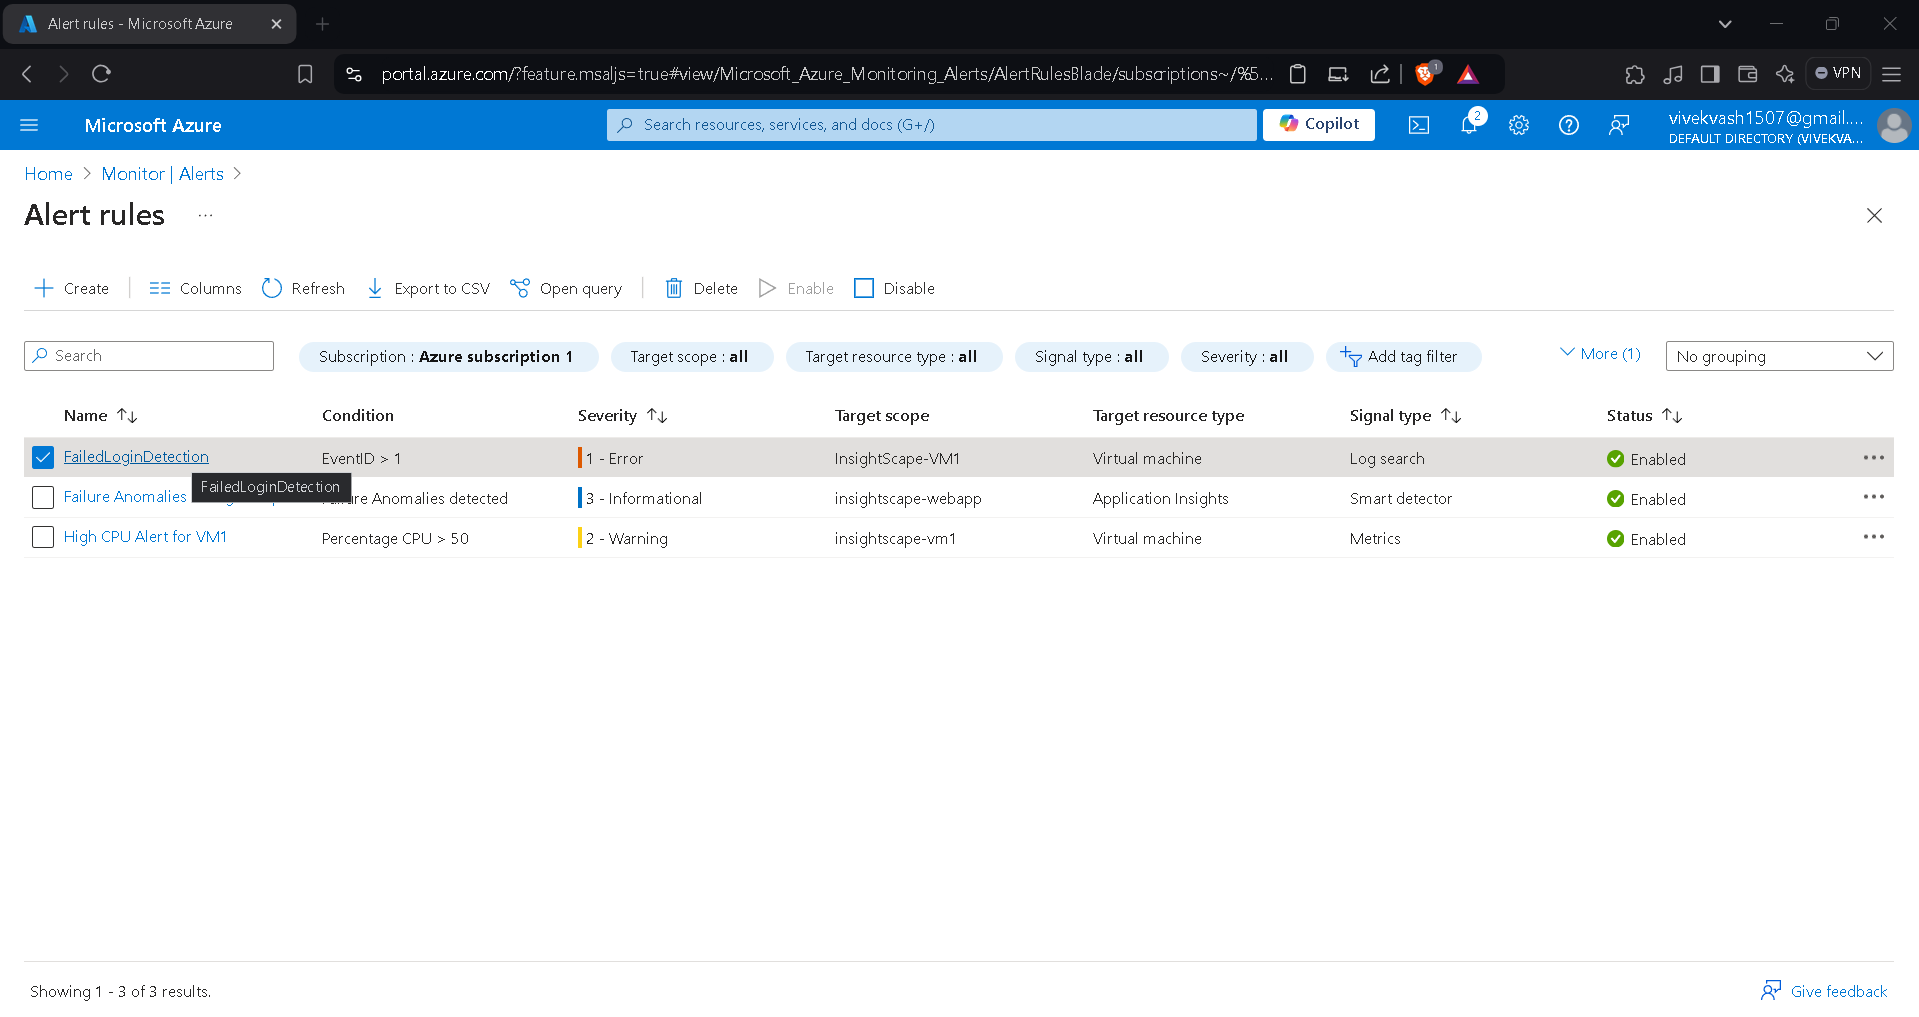 Alert rules - Microsoft Azure
portal.azure.com/?feature.msaljs=true#view/Microsoft_Azure_Monitoring_Alerts/AlertRulesBlade/subscriptions~/%5...
1
VPN
Microsoft Azure
Search resources, services, and docs (G+/)
Copilot
2
vivekvash1507@gmail....
DEFAULT DIRECTORY (VIVEKVA...
Home > Monitor | Alerts >
Alert rules ...
Create
Columns
Refresh
Export to CSV
Open query
Delete
Enable
Disable
Search
Subscription : Azure subscription 1
Target scope : all
Target resource type : all
Signal type : all
Severity : all
Add tag filter
More (1)
No grouping
Name Condition Severity Target scope Target resource type Signal type Status
FailedLoginDetection EventID > 1 1 - Error InsightScape-VM1 Virtual machine Log search Enabled
FailedLoginDetection
Failure Anomalies Anomalies detected 3 - Informational insightscape-webapp Application Insights Smart detector Enabled
High CPU Alert for VM1 Percentage CPU > 50 2 - Warning insightscape-vm1 Virtual machine Metrics Enabled
Showing 1 - 3 of 3 results.
Give feedback